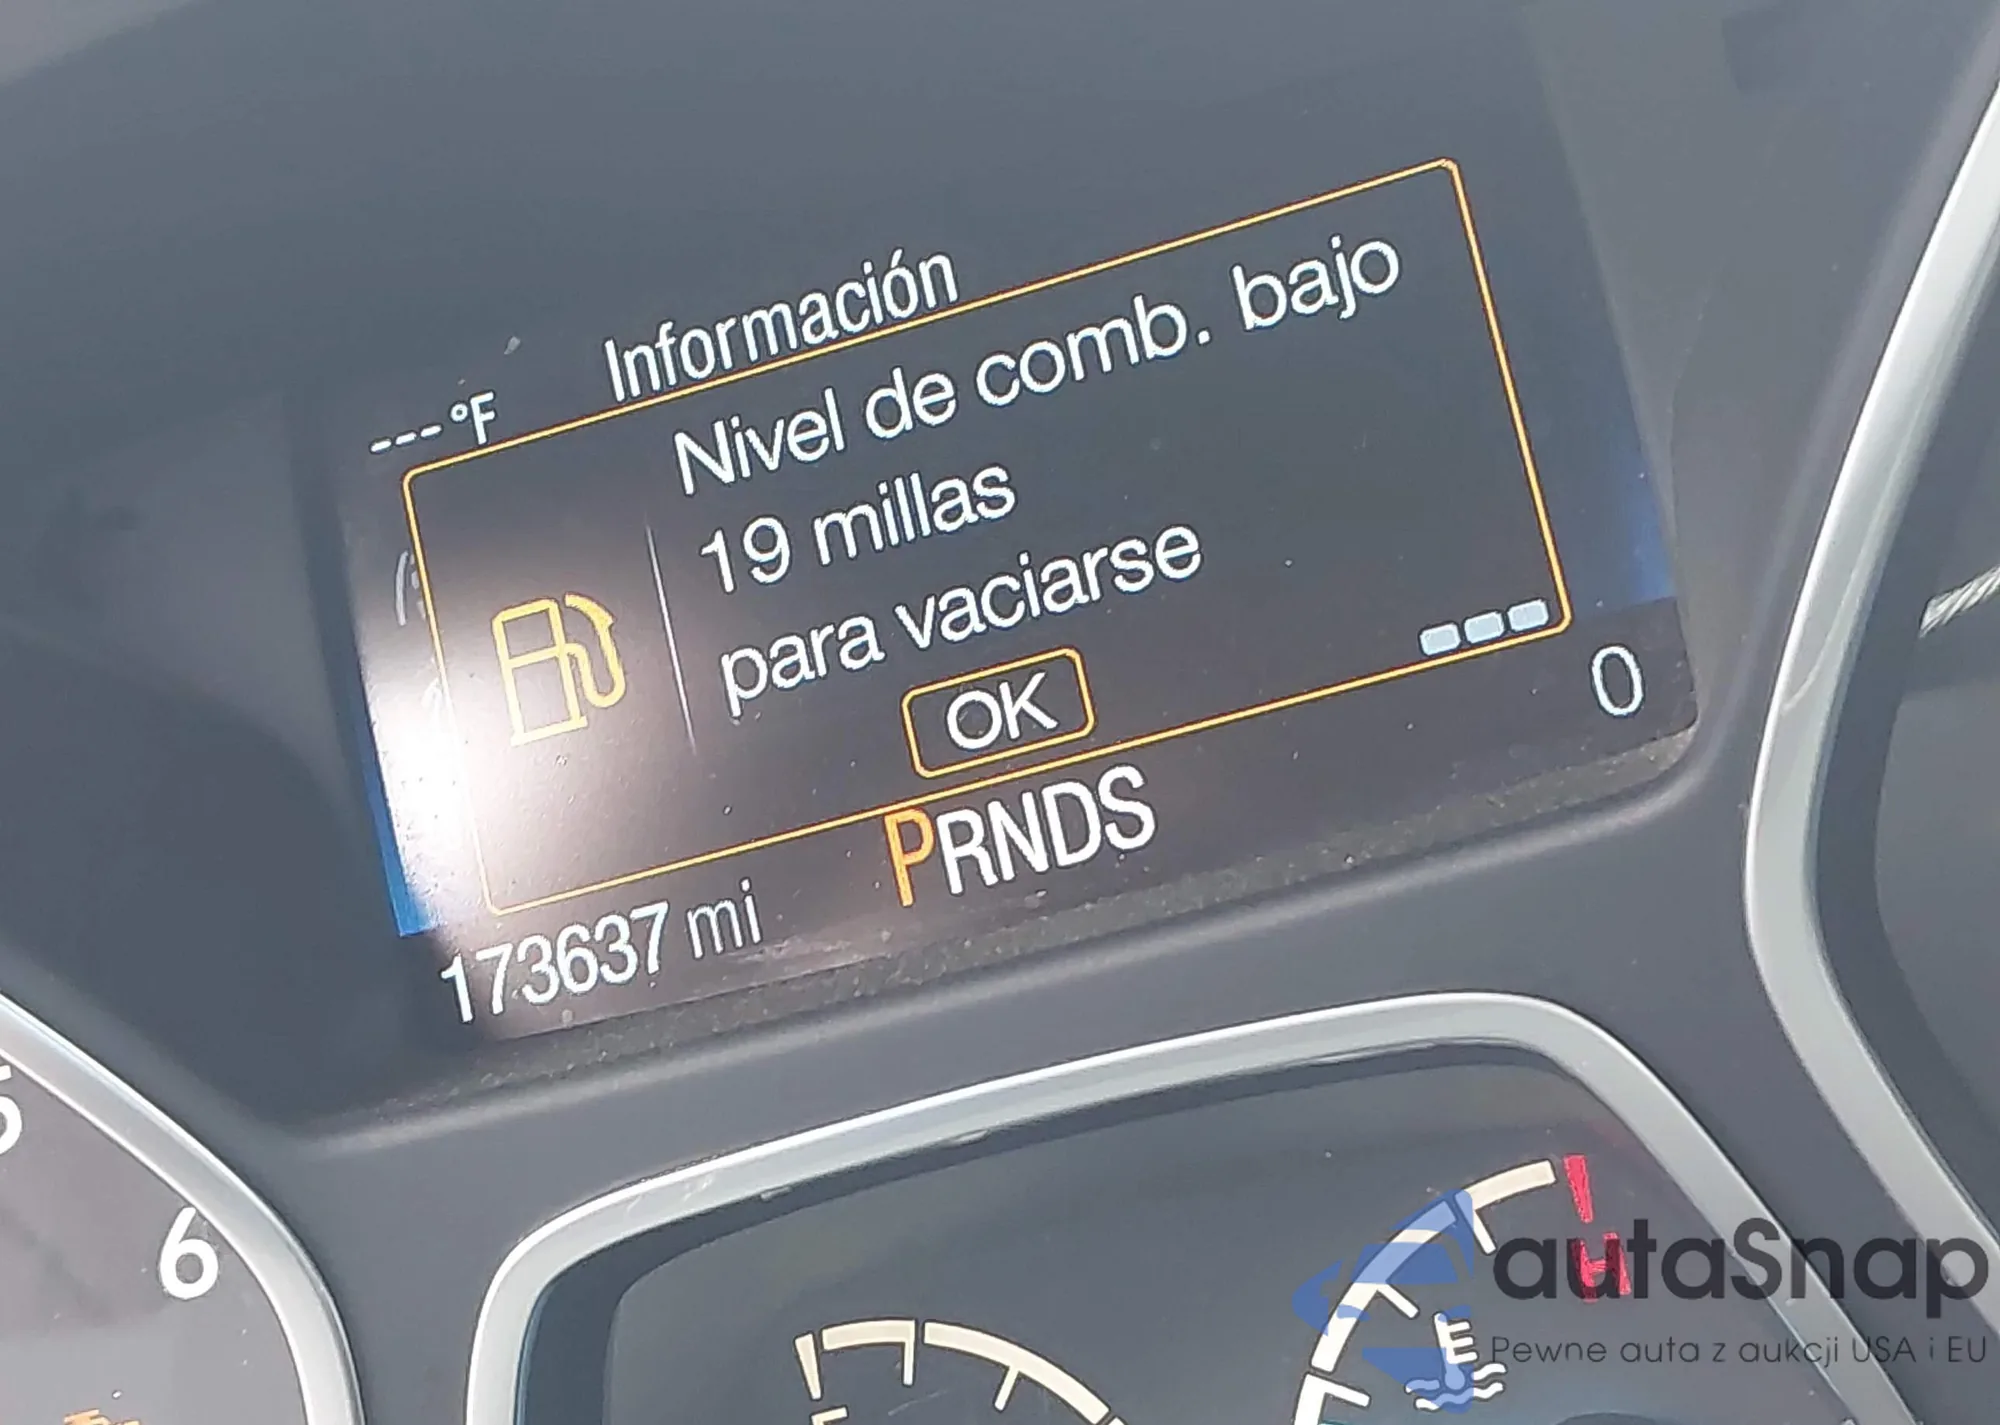 Información
---°F
Nivel de comb. bajo
19 millas
para vaciarse
OK
0
PRNDS
173637 mi
5
6
H
autaSnap
Pewne auta z aukcji USA i EU